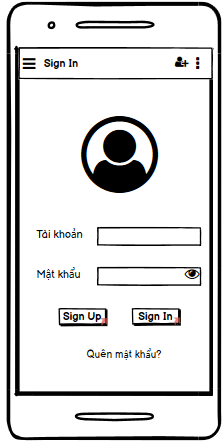 Sign In
Tài khoản
Mật khẩu
Sign Up Sign In
Quên mật khẩu?